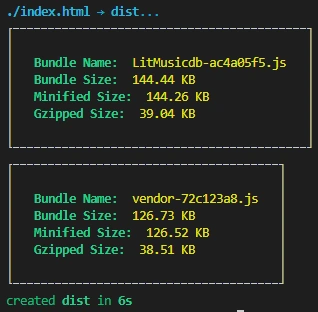 ./index.html → dist...
Bundle Name: LitMusicdb-ac4a05f5.js
Bundle Size: 144.44 KB
Minified Size: 144.26 KB
Gzipped Size: 39.04 KB
Bundle Name: vendor-72c123a8.js
Bundle Size: 126.73 KB
Minified Size: 126.52 KB
Gzipped Size: 38.51 KB
created dist in 6s